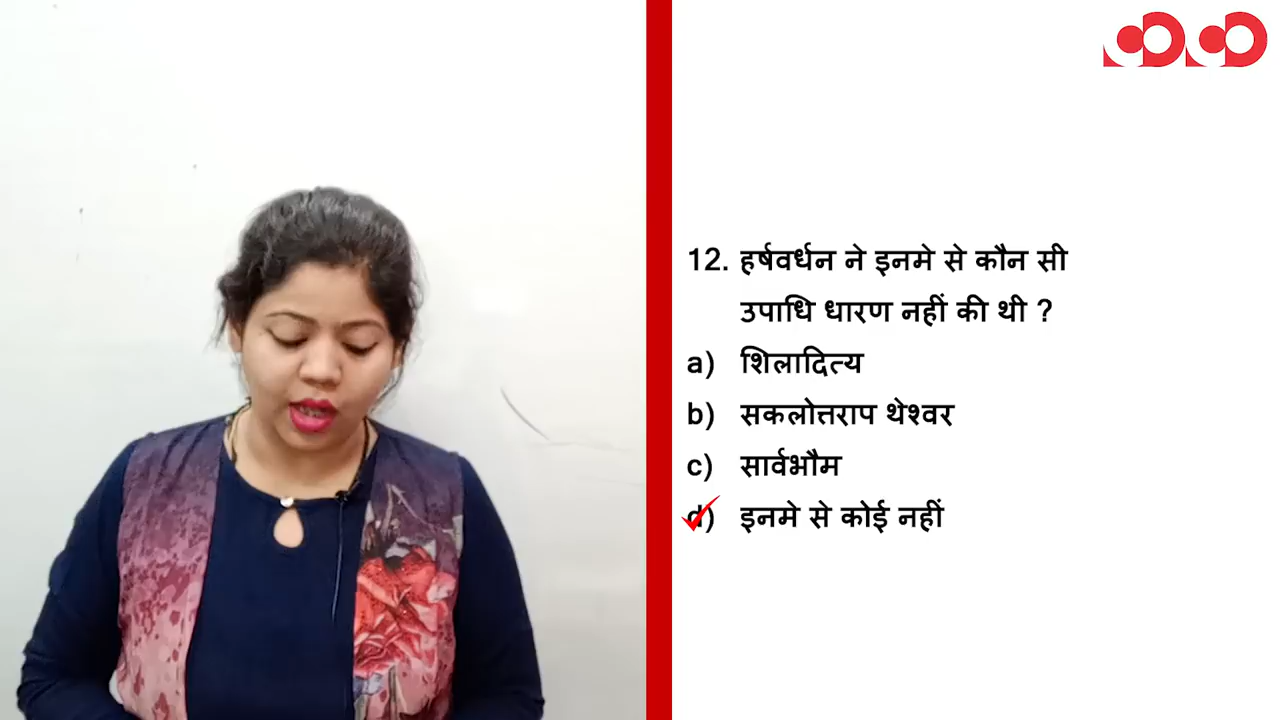 12. हर्षवर्धन ने इनमे से कौन सी
उपाधि धारण नहीं की थी ?
a) शिलादित्य
b) सकलोत्तराप थेश्वर
c) सार्वभौम
d) इनमे से कोई नहीं